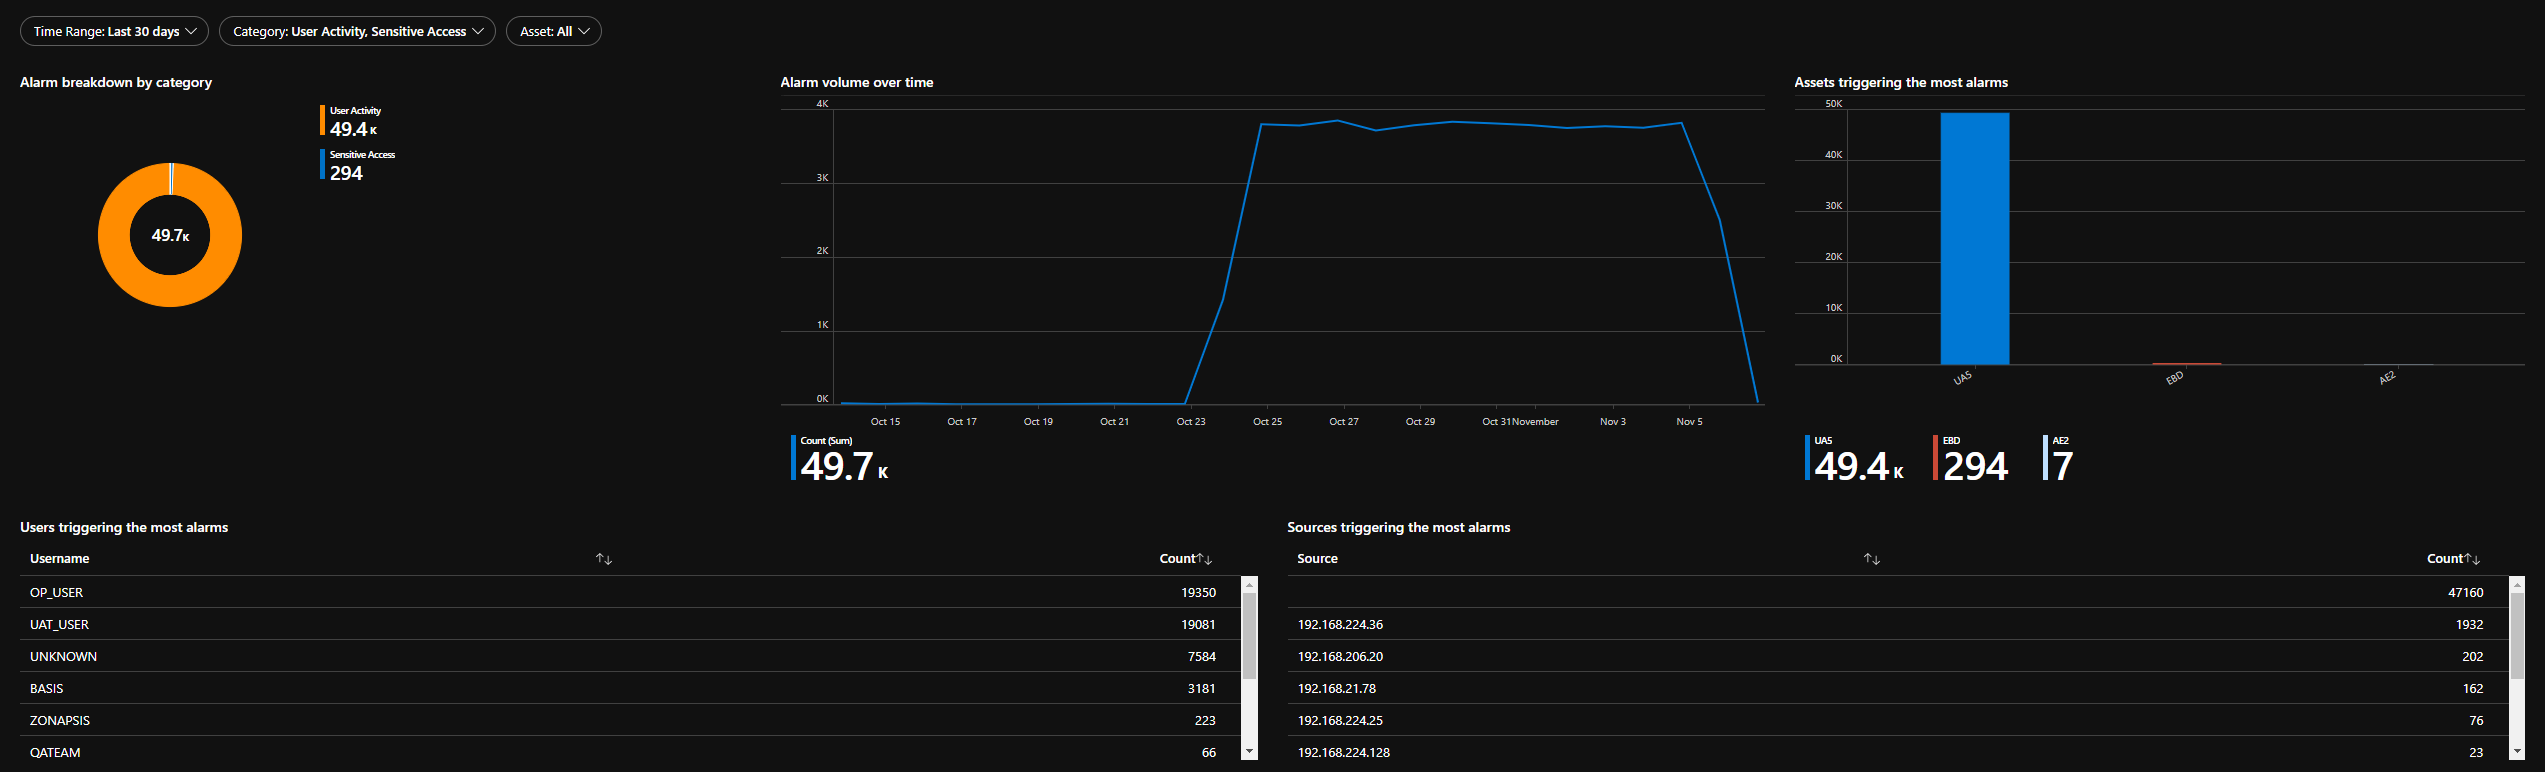 Time Range: Last 30 days
Category: User Activity, Sensitive Access
Asset: All
Alarm breakdown by category
User Activity
49.4 K
Sensitive Access
294
49.7K
Alarm volume over time
4K
3K
2K
1K
0K
Oct 15
Oct 17
Oct 19
Oct 21
Oct 23
Oct 25
Oct 27
Oct 29
Oct 31
November
Nov 3
Nov 5
Count (Sum)
49.7 K
Assets triggering the most alarms
50K
40K
30K
20K
10K
0K
UA5
EBD
AE2
UA5
49.4 K
EBD
294
AE2
7
Users triggering the most alarms
Username Count
OP_USER 19350
UAT_USER 19081
UNKNOWN 7584
BASIS 3181
ZONAPSIS 223
QATEAM 66
Sources triggering the most alarms
Source Count
47160
192.168.224.36 1932
192.168.206.20 202
192.168.21.78 162
192.168.224.25 76
192.168.224.128 23